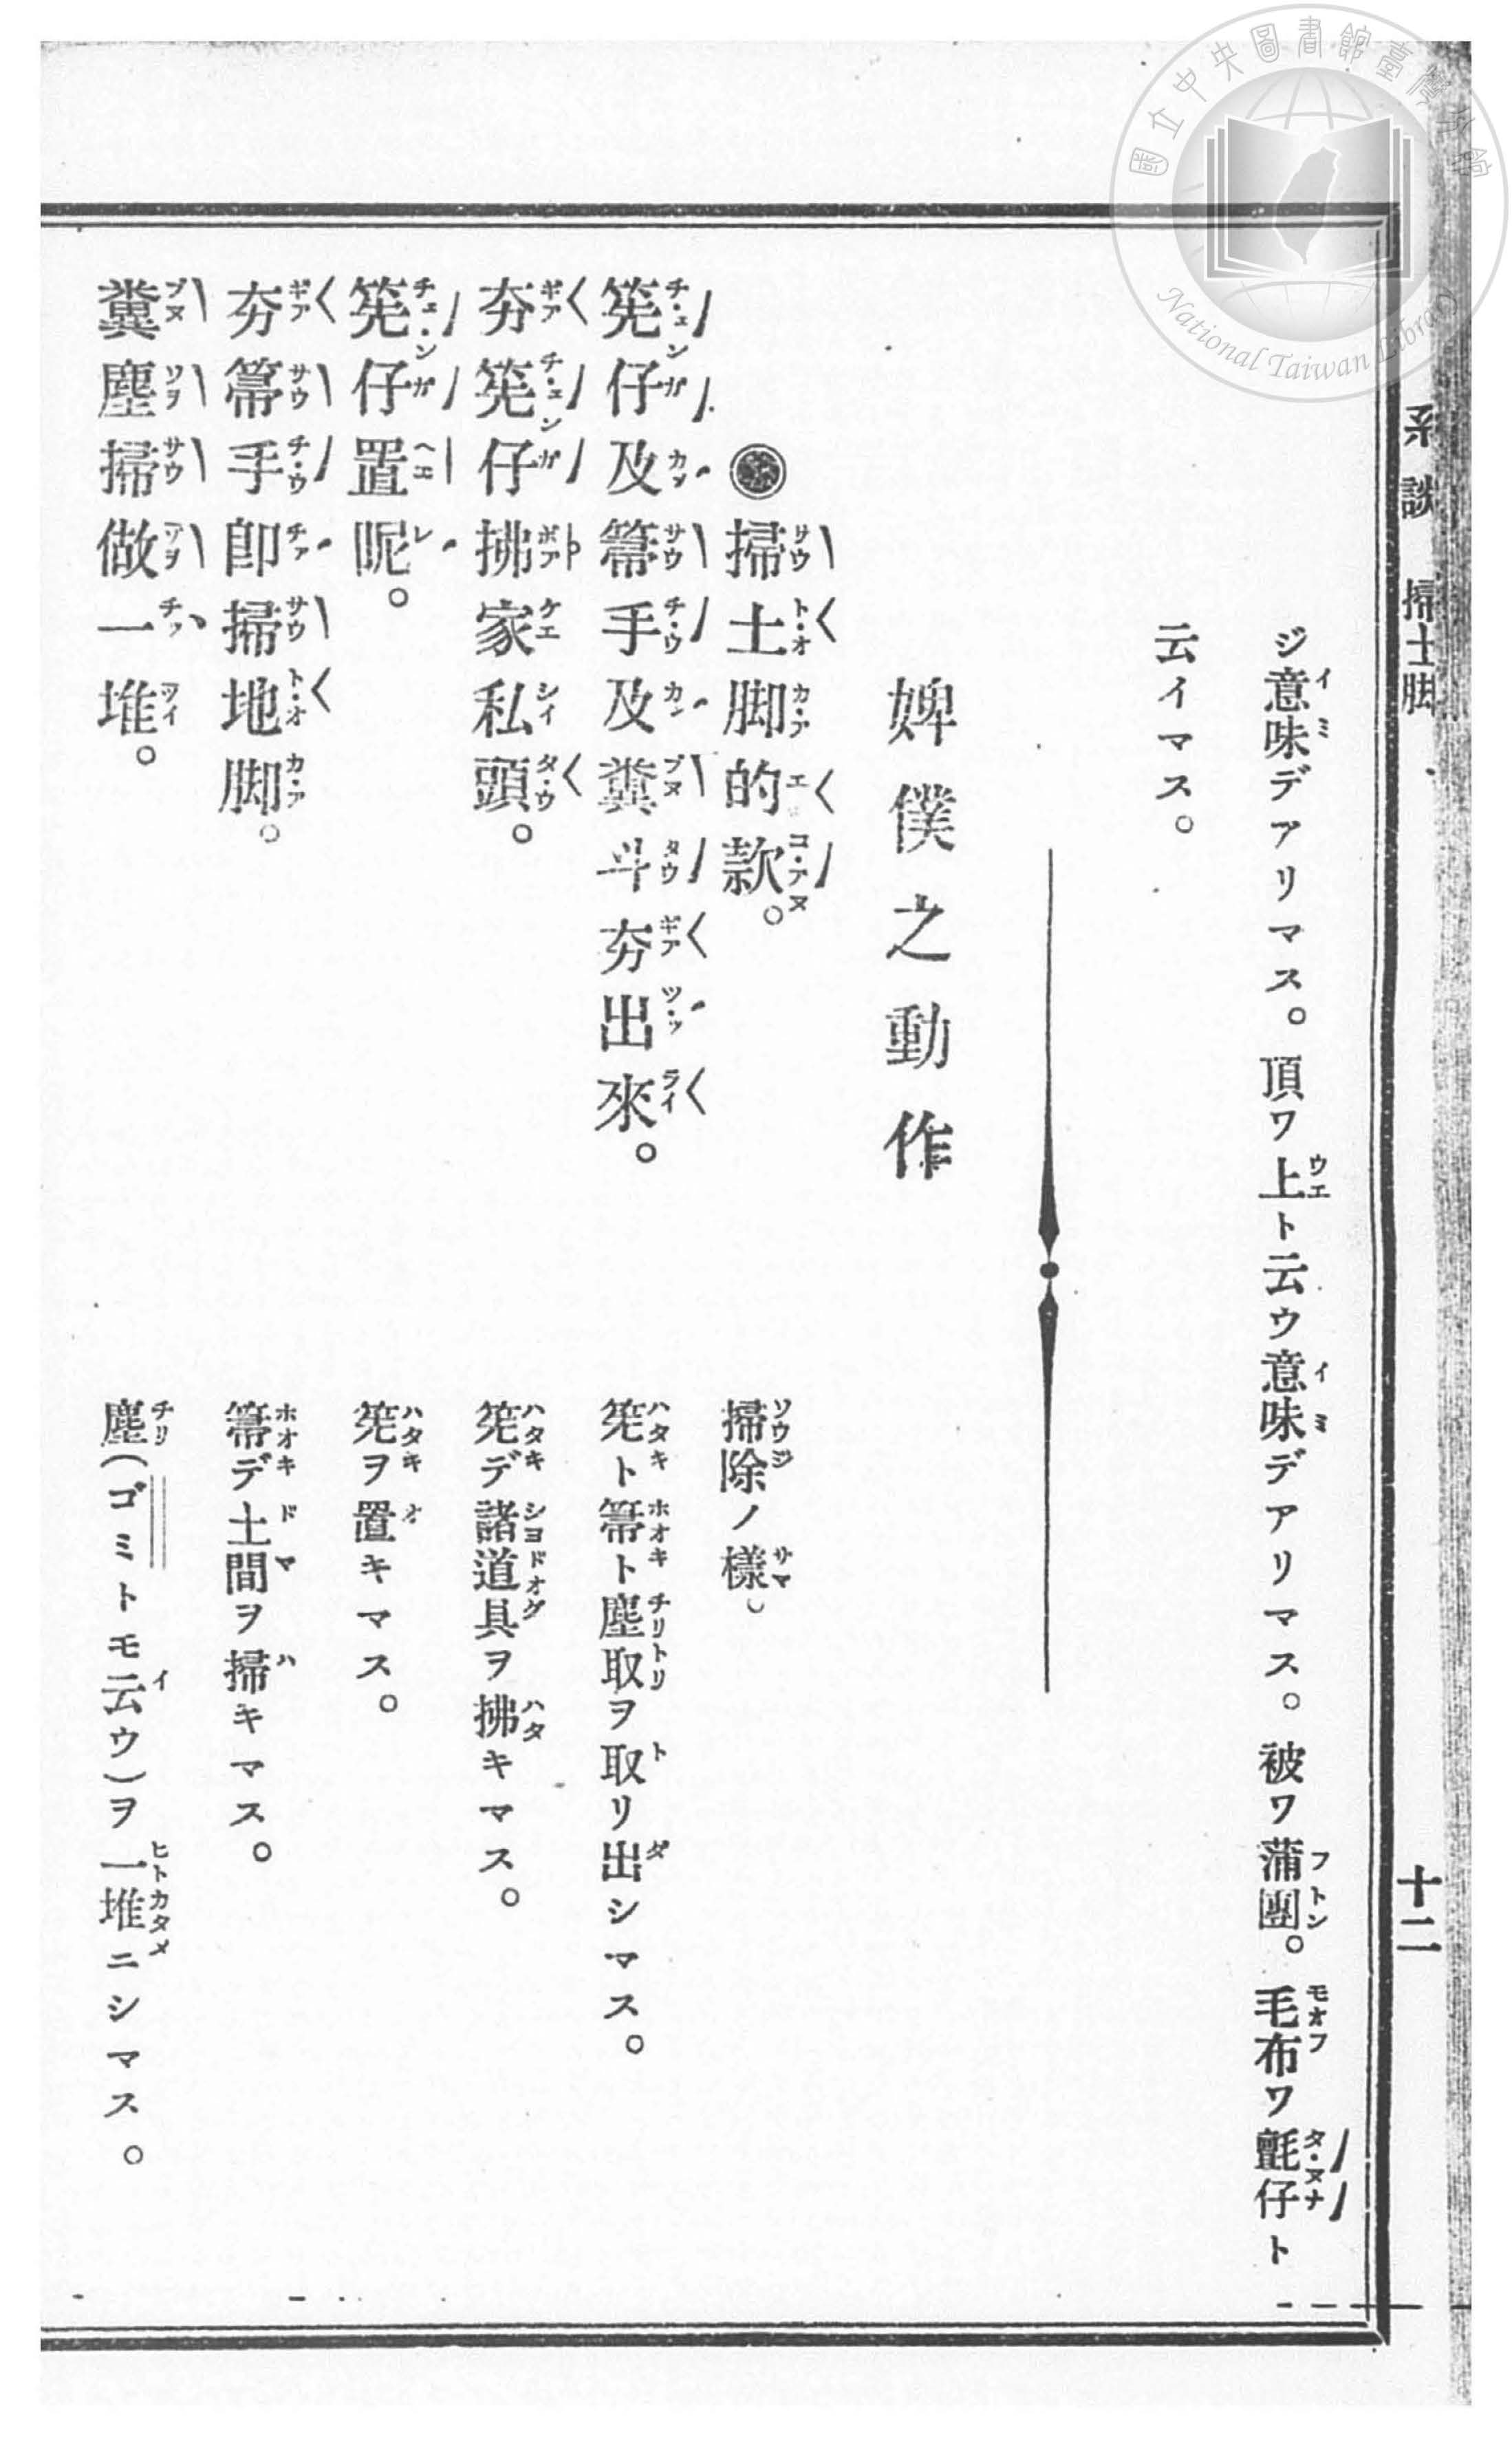 系談 掃土脚 十二
ジ意味デアリマス。頂ワ上ト云ウ意味デアリマス。被ワ蒲團。毛布ワ氈仔ト
云イマス。
婢僕之動作
◉掃土脚的款。 掃除ノ樣。
筅仔及箒手及糞斗夯出來。 筅ト箒ト塵取ヲ取リ出シマス。
夯筅仔拂家私頭。 筅デ諸道具ヲ拂キマス。
筅仔置呢。 筅ヲ置キマス。
夯箒手卽掃地脚。 箒デ土間ヲ掃キマス。
糞塵掃做一堆。 塵(ゴミトモ云ウ)ヲ一堆ニシマス。
國立中央圖書館臺灣分館
National Taiwan Library